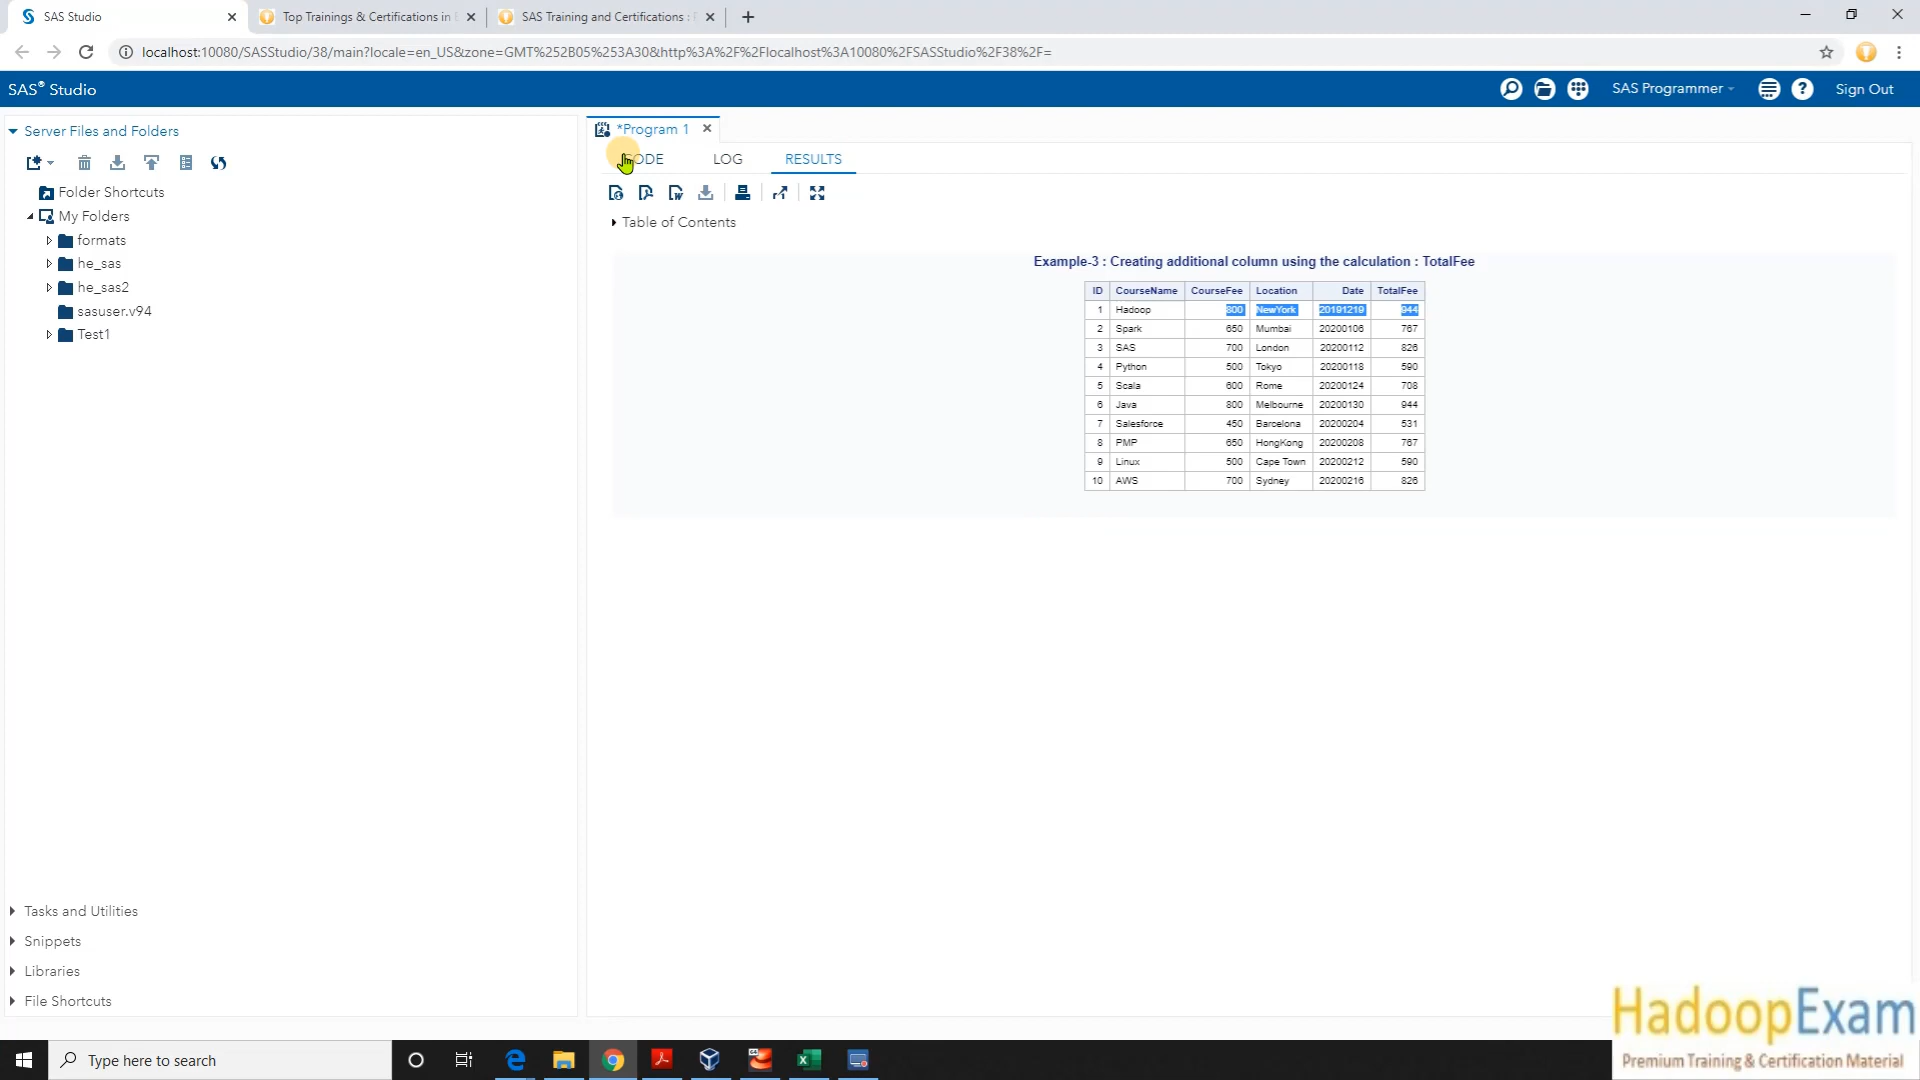 SAS Studio
Top Trainings & Certifications in
SAS Training and Certifications :
localhost:10080/SASStudio/38/main?locale=en_US&zone=GMT%252B05%253A30&http%3A%2F%2Flocalhost%3A10080%2FSASStudio%2F38%2F=
SAS® Studio
SAS Programmer
Sign Out
Server Files and Folders
Folder Shortcuts
My Folders
formats
he_sas
he_sas2
sasuser.v94
Test1
Tasks and Utilities
Snippets
Libraries
File Shortcuts
*Program 1
CODE LOG RESULTS
Table of Contents
Example-3 : Creating additional column using the calculation : TotalFee
ID CourseName CourseFee Location Date TotalFee
1 Hadoop 800 NewYork 20191219 944
2 Spark 650 Mumbai 20200106 767
3 SAS 700 London 20200112 826
4 Python 500 Tokyo 20200118 590
5 Scala 600 Rome 20200124 708
6 Java 800 Melbourne 20200130 944
7 Salesforce 450 Barcelona 20200204 531
8 PMP 650 HongKong 20200208 767
9 Linux 500 Cape Town 20200212 590
10 AWS 700 Sydney 20200216 826
HadoopExam
Premium Training & Certification Material
Type here to search